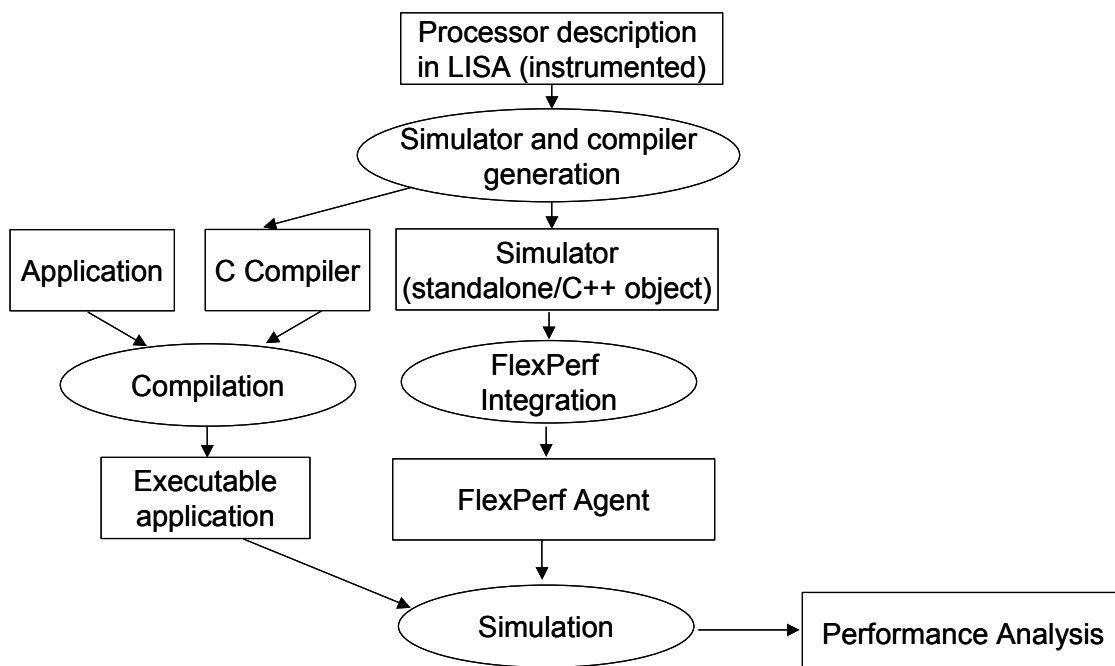 Processor description
in LISA (instrumented)
Simulator and compiler
generation
Application
C Compiler
Simulator
(standalone/C++ object)
Compilation
FlexPerf
Integration
Executable
application
FlexPerf Agent
Simulation
Performance Analysis